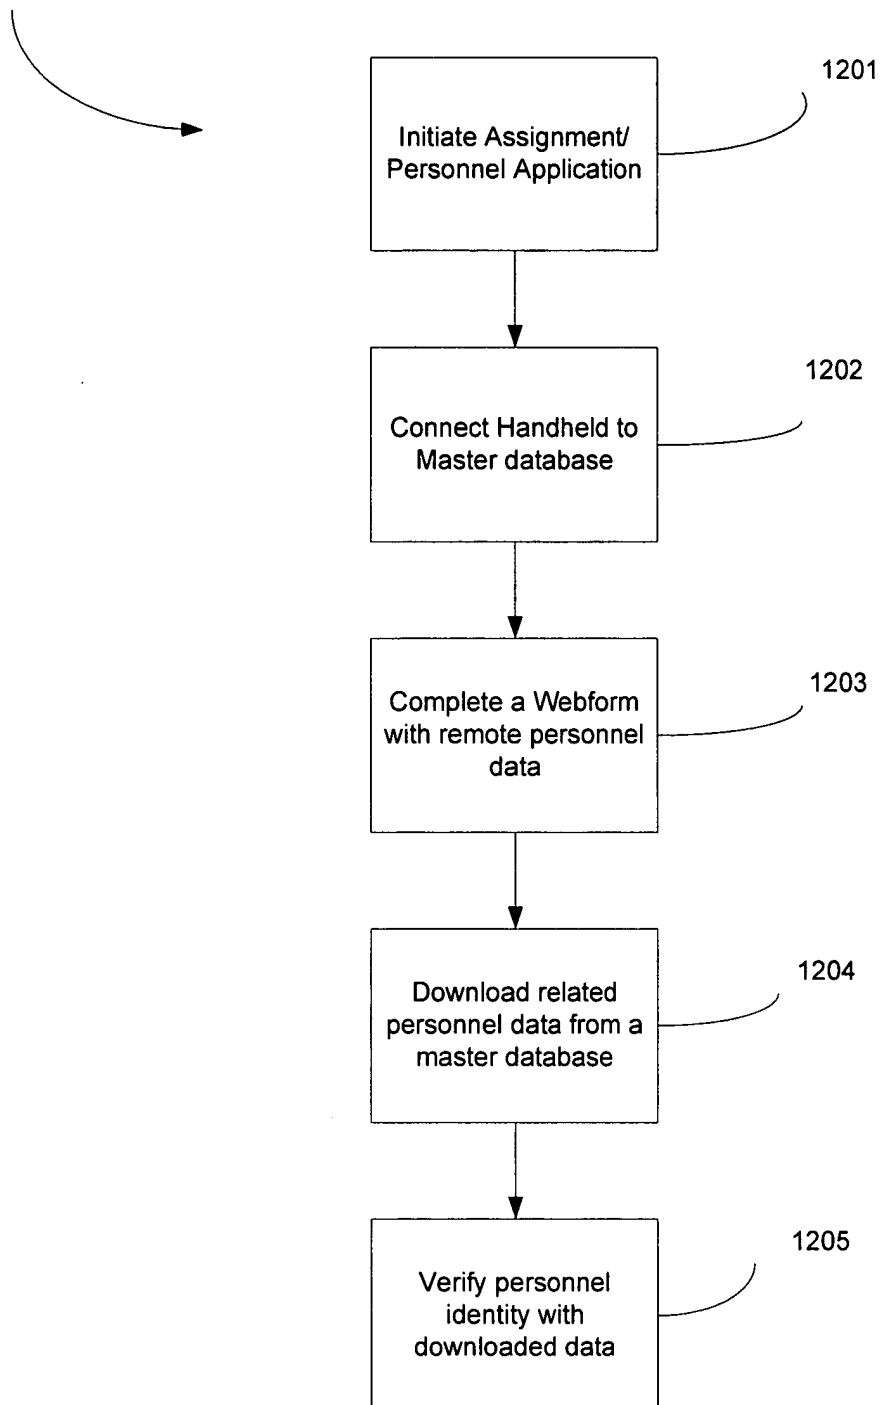 1201
Initiate Assignment/
Personnel Application
1202
Connect Handheld to
Master database
1203
Complete a Webform
with remote personnel
data
1204
Download related
personnel data from a
master database
1205
Verify personnel
identity with
downloaded data